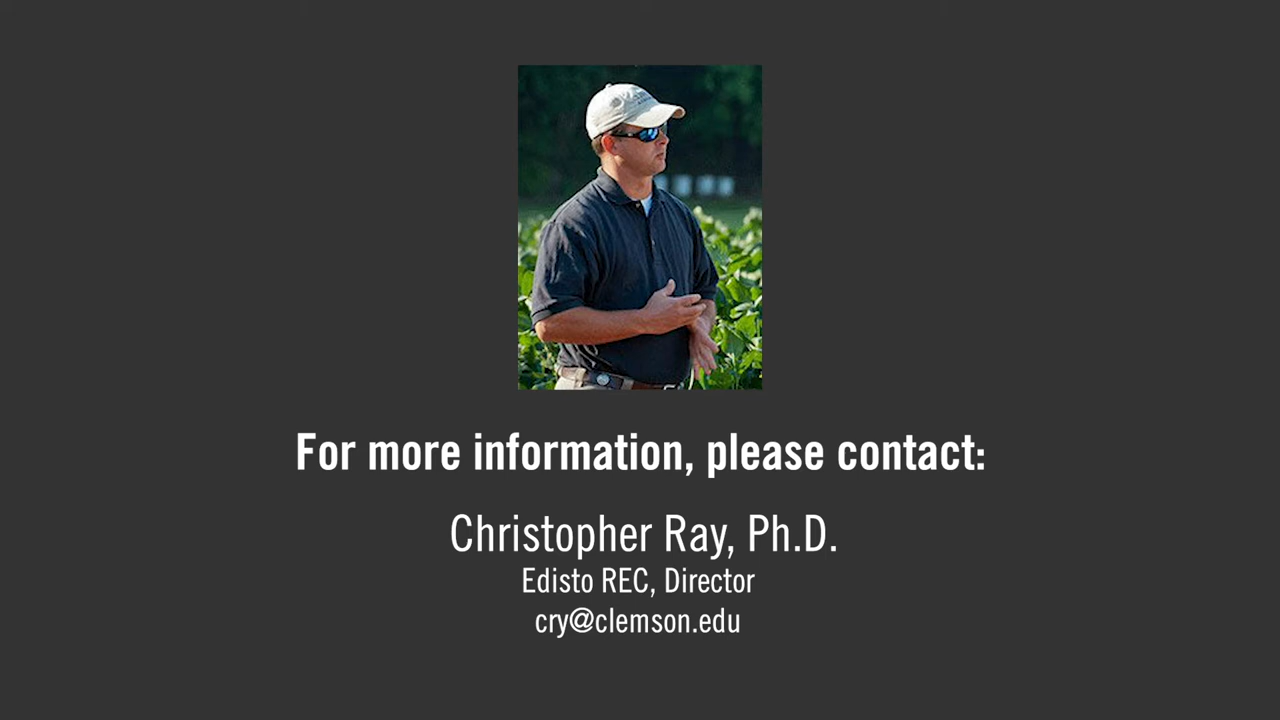 For more information, please contact:
Christopher Ray, Ph.D.
Edisto REC, Director
cry@clemson.edu